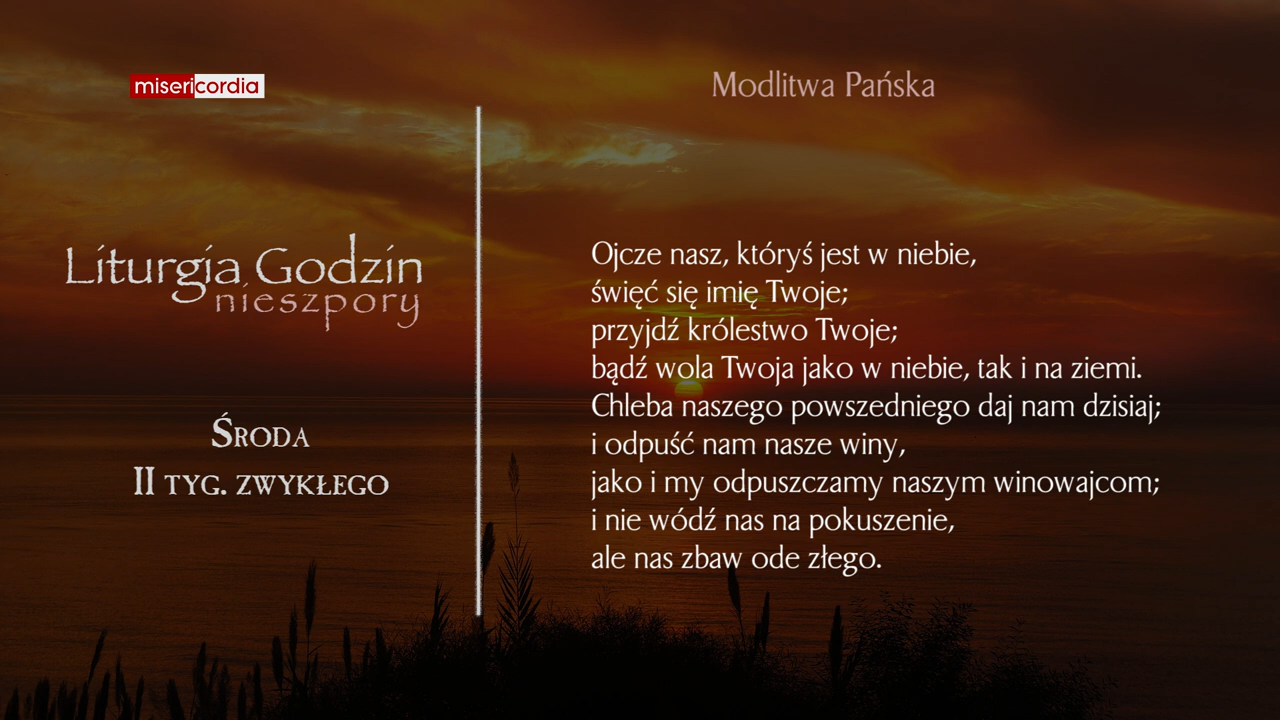 misericordia
Modlitwa Pańska
Liturgia Godzin
nieszpory
Środa
II tyg. zwykłego
Ojcze nasz, któryś jest w niebie,
święć się imię Twoje;
przyjdź królestwo Twoje;
bądź wola Twoja jako w niebie, tak i na ziemi.
Chleba naszego powszedniego daj nam dzisiaj;
i odpuść nam nasze winy,
jako i my odpuszczamy naszym winowajcom;
i nie wódź nas na pokuszenie,
ale nas zbaw ode złego.